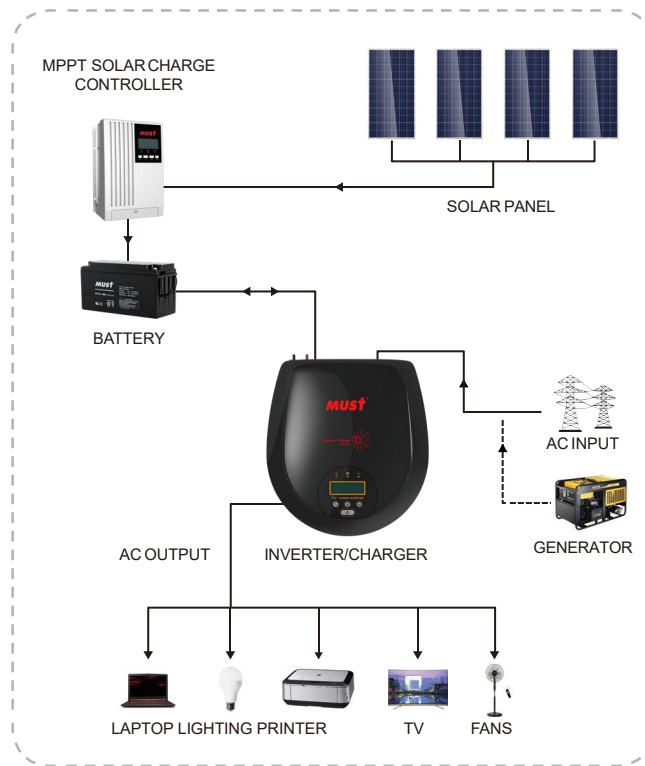 MPPT SOLAR CHARGE
CONTROLLER
MUST
SOLAR PANEL
MUST
BATTERY
MUST
AC INPUT
AC OUTPUT
INVERTER/CHARGER
GENERATOR
LAPTOP LIGHTING PRINTER TV FANS